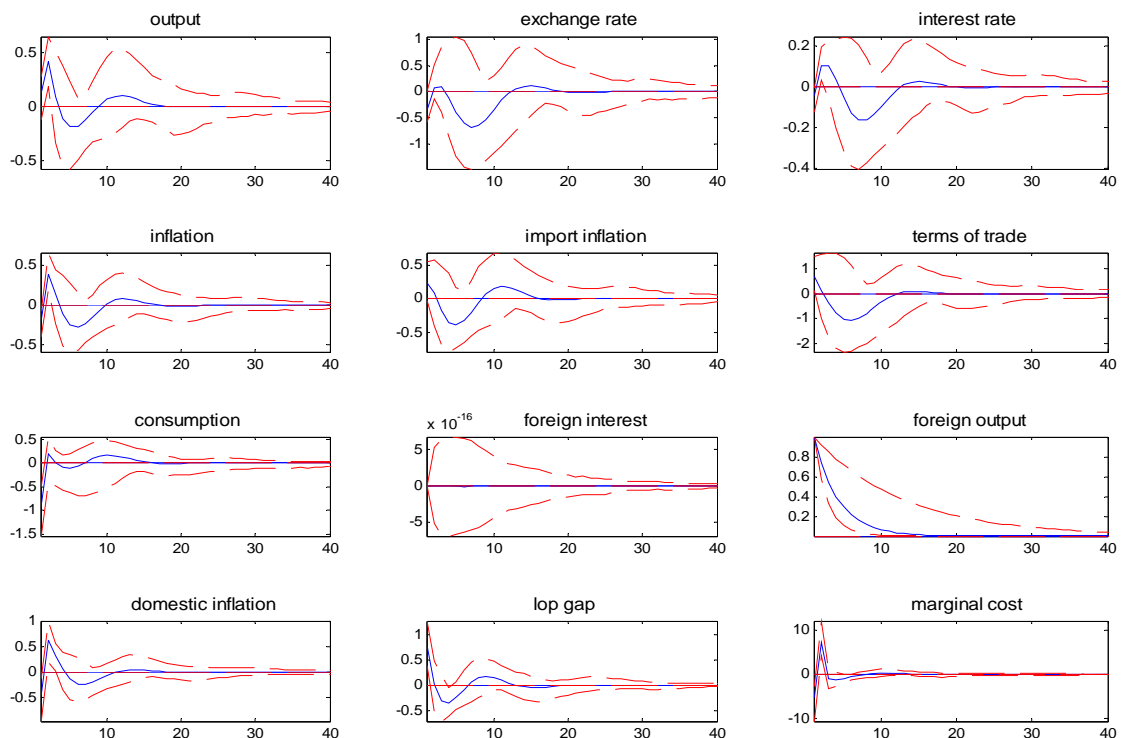 output
0.5
0
-0.5
10 20 30 40
exchange rate
1
0.5
0
-0.5
-1
10 20 30 40
interest rate
0.2
0
-0.2
-0.4
10 20 30 40
inflation
0.5
0
-0.5
10 20 30 40
import inflation
0.5
0
-0.5
10 20 30 40
terms of trade
1
0
-1
-2
10 20 30 40
consumption
0.5
0
-0.5
-1
-1.5
10 20 30 40
foreign interest
x 10^-16
5
0
-5
10 20 30 40
foreign output
0.8
0.6
0.4
0.2
10 20 30 40
domestic inflation
1
0.5
0
-0.5
10 20 30 40
lop gap
1
0.5
0
-0.5
10 20 30 40
marginal cost
10
0
-10
10 20 30 40